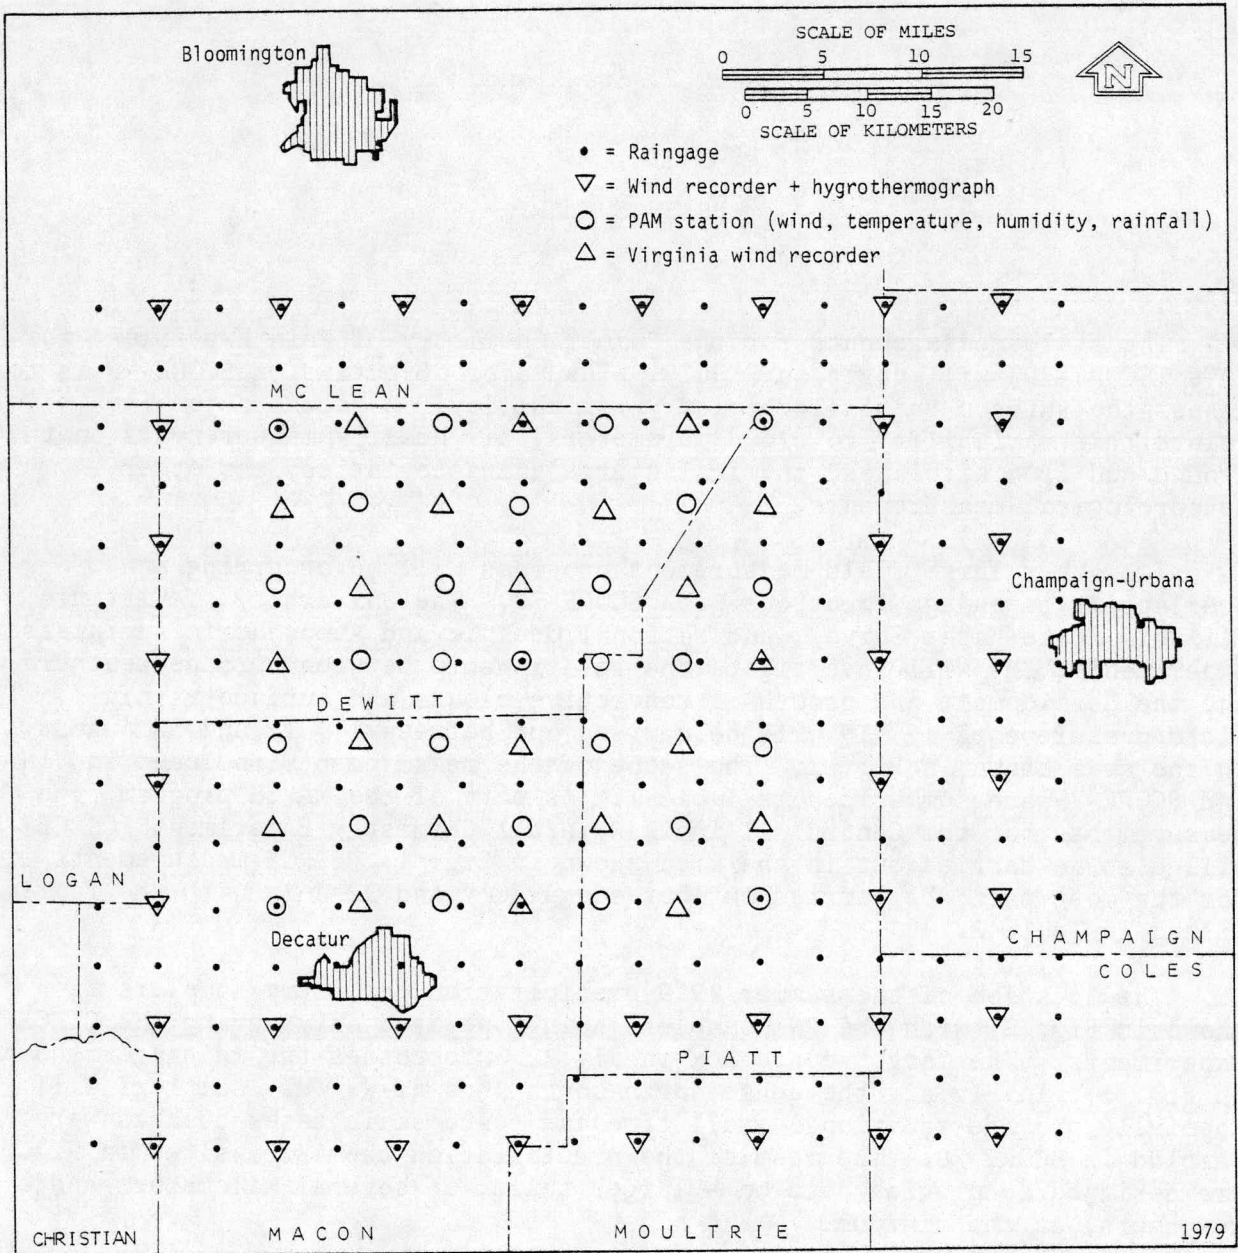 SCALE OF MILES
0 5 10 15
0 5 10 15 20
SCALE OF KILOMETERS
N
Bloomington
• = Raingage
▽ = Wind recorder + hygrothermograph
○ = PAM station (wind, temperature, humidity, rainfall)
△ = Virginia wind recorder
MC LEAN
Champaign-Urbana
DEWITT
LOGAN
Decatur
CHAMPAIGN
COLES
PIATT
CHRISTIAN
MACON
MOULTRIE
1979